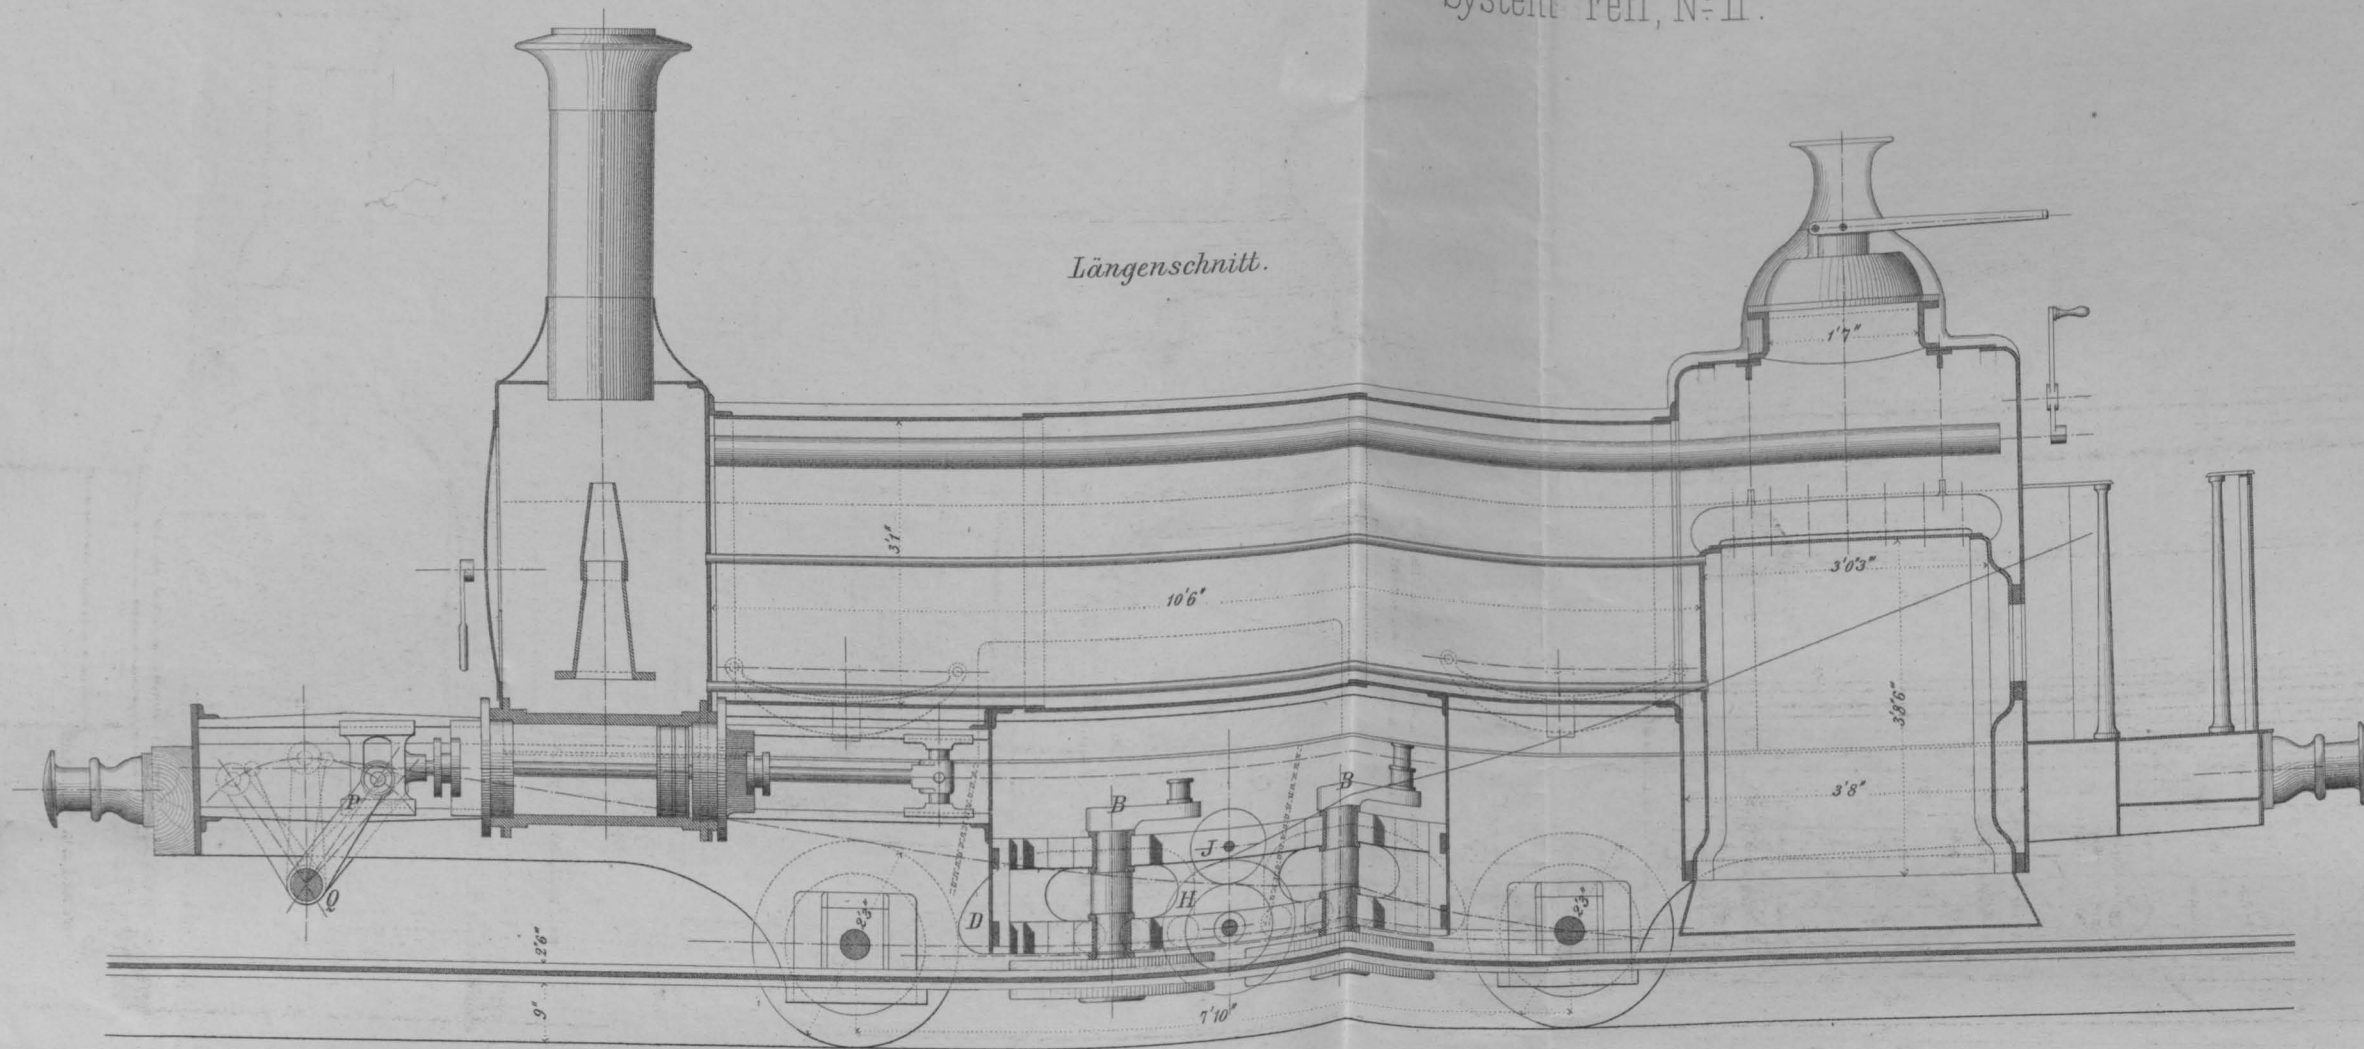 System Fell, No II.
Längenschnitt.
1'7"
3'1"
3'0'3"
10'6"
3'8'6"
P
B
B
3'8"
J
H
Q
D
2'3"
2'3"
2'6"
9"
7'10"